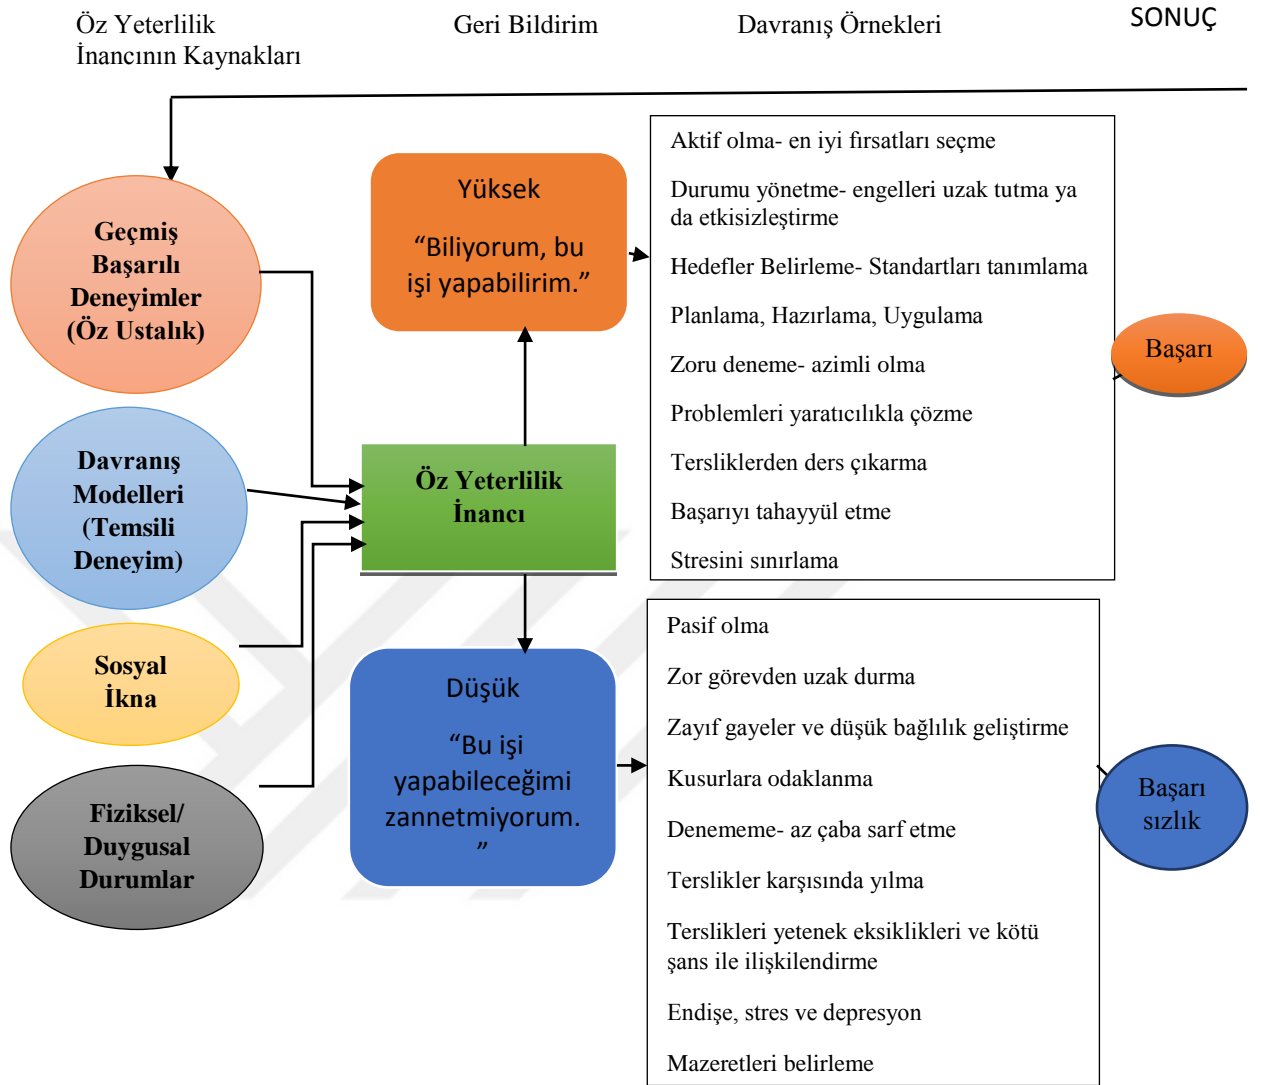 Öz Yeterlilik
İnancının Kaynakları
Geri Bildirim
Davranış Örnekleri
SONUÇ
Geçmiş
Başarılı
Deneyimler
(Öz Ustalık)
Davranış
Modelleri
(Temsili
Deneyim)
Sosyal
İkna
Fiziksel/
Duygusal
Durumlar
Yüksek
“Biliyorum, bu
işi yapabilirim.”
Öz Yeterlilik
İnancı
Düşük
“Bu işi
yapabileceğimi
zannetmiyorum.
”
Aktif olma- en iyi fırsatları seçme
Durumu yönetme- engelleri uzak tutma ya
da etkisizleştirme
Hedefler Belirleme- Standartları tanımlama
Planlama, Hazırlama, Uygulama
Zoru deneme- azimli olma
Problemleri yaratıcılıkla çözme
Tersliklerden ders çıkarma
Başarıyı tahayyül etme
Stresini sınırlama
Pasif olma
Zor görevden uzak durma
Zayıf gayeler ve düşük bağlılık geliştirme
Kusurlara odaklanma
Denememe- az çaba sarf etme
Terslikler karşısında yılma
Terslikleri yetenek eksiklikleri ve kötü
şans ile ilişkilendirme
Endişe, stres ve depresyon
Mazeretleri belirleme
Başarı
Başarı
sızlık